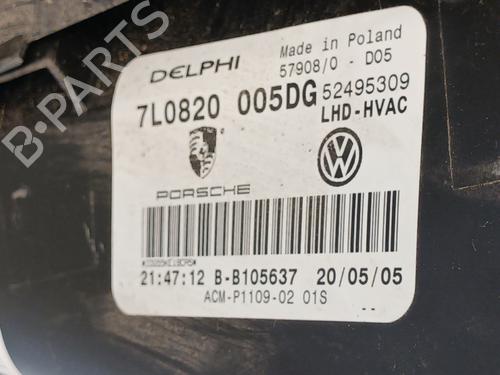 DELPHI
Made in Poland
57908/0 - D05
7L0820 005DG
52495309
LHD-HVAC
PORSCHE
21:47:12 B-B105637 20/05/05
ACM-P1109-02 01S
--
B-PARTS